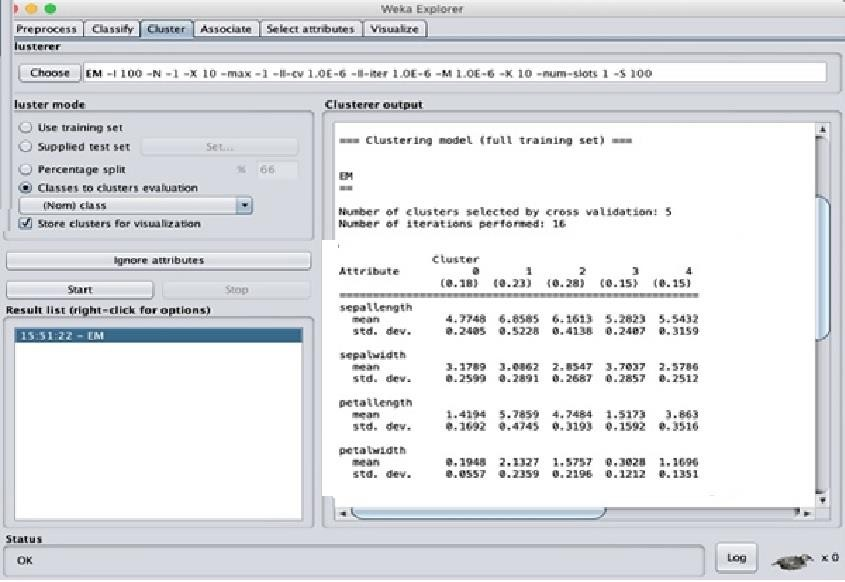 Weka Explorer
Preprocess Classify Cluster Associate Select attributes Visualize
lusterer
Choose EM -I 100 -N -1 -X 10 -max -1 -ll-cv 1.0E-6 -ll-iter 1.0E-6 -M 1.0E-6 -K 10 -num-slots 1 -S 100
luster mode
Use training set
Supplied test set Set...
Percentage split % 66
Classes to clusters evaluation
(Nom) class
Store clusters for visualization
Ignore attributes
Start Stop
Result list (right-click for options)
15:51:22 - EM
Clusterer output
=== Clustering model (full training set) ===
EM
==
Number of clusters selected by cross validation: 5
Number of iterations performed: 16
Cluster
Attribute 0 1 2 3 4
(0.18) (0.23) (0.28) (0.15) (0.15)
sepallength
mean 4.7748 6.8585 6.1613 5.2823 5.5432
std. dev. 0.2405 0.5228 0.4138 0.2407 0.3159
sepalwidth
mean 3.1789 3.0862 2.8547 3.7037 2.5786
std. dev. 0.2599 0.2891 0.2687 0.2857 0.2512
petallength
mean 1.4194 5.7859 4.7484 1.5173 3.863
std. dev. 0.1692 0.4745 0.3193 0.1592 0.3516
petalwidth
mean 0.1948 2.1327 1.5757 0.3028 1.1696
std. dev. 0.0557 0.2359 0.2196 0.1212 0.1351
Status
OK
Log x 0